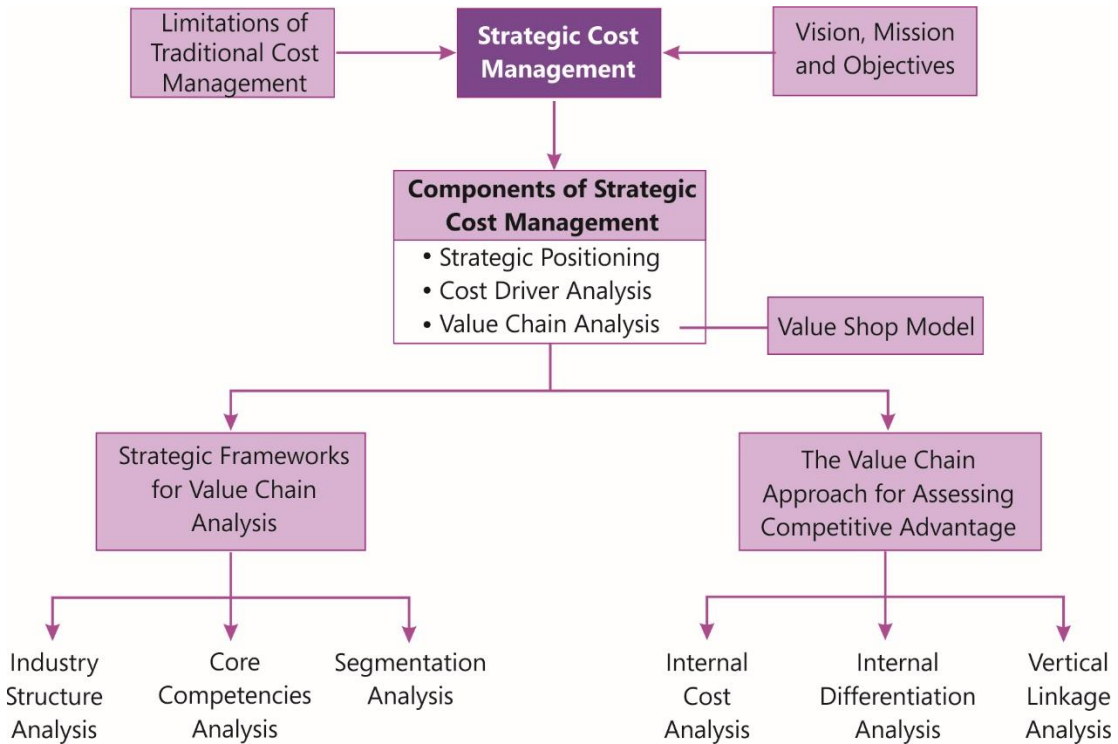 Limitations of
Traditional Cost
Management
Strategic Cost
Management
Vision, Mission
and Objectives
Components of Strategic
Cost Management
• Strategic Positioning
• Cost Driver Analysis
• Value Chain Analysis
Value Shop Model
Strategic Frameworks
for Value Chain
Analysis
The Value Chain
Approach for Assessing
Competitive Advantage
Industry
Structure
Analysis
Core
Competencies
Analysis
Segmentation
Analysis
Internal
Cost
Analysis
Internal
Differentiation
Analysis
Vertical
Linkage
Analysis